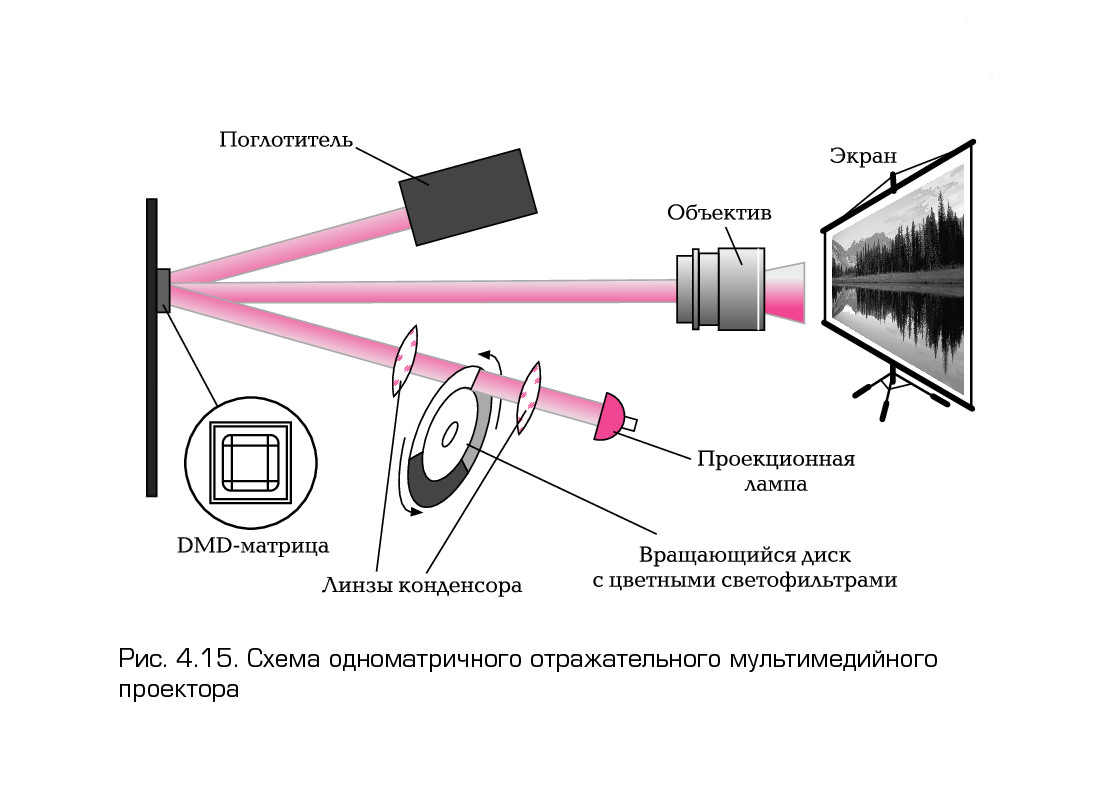 Поглотитель
Экран
Объектив
Проекционная
лампа
DMD-матрица
Вращающийся диск
с цветными светофильтрами
Линзы конденсора
Рис. 4.15. Схема одноматричного отражательного мультимедийного
проектора